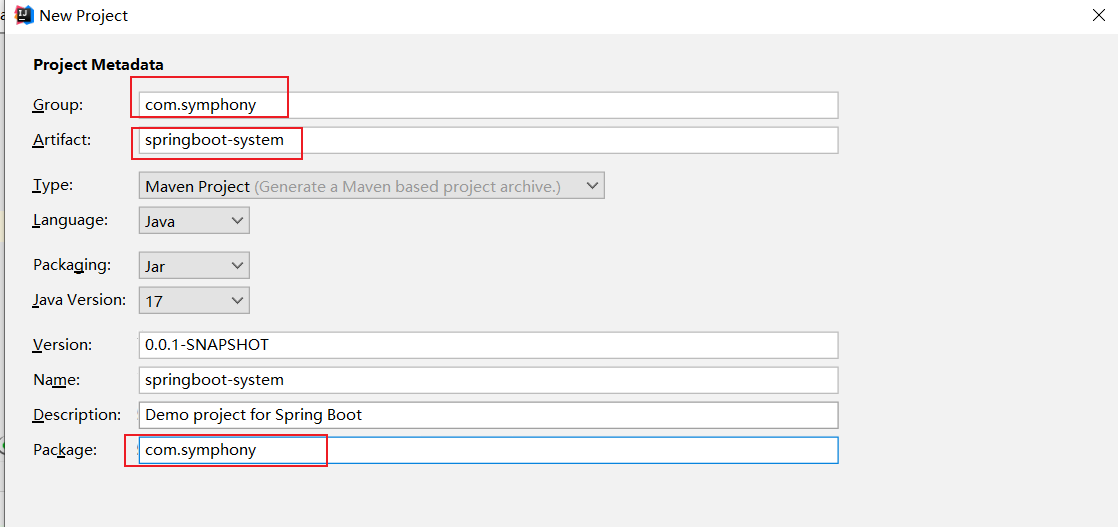 New Project
Project Metadata
Group: com.symphony
Artifact: springboot-system
Type: Maven Project (Generate a Maven based project archive.)
Language: Java
Packaging: Jar
Java Version: 17
Version: 0.0.1-SNAPSHOT
Name: springboot-system
Description: Demo project for Spring Boot
Package: com.symphony